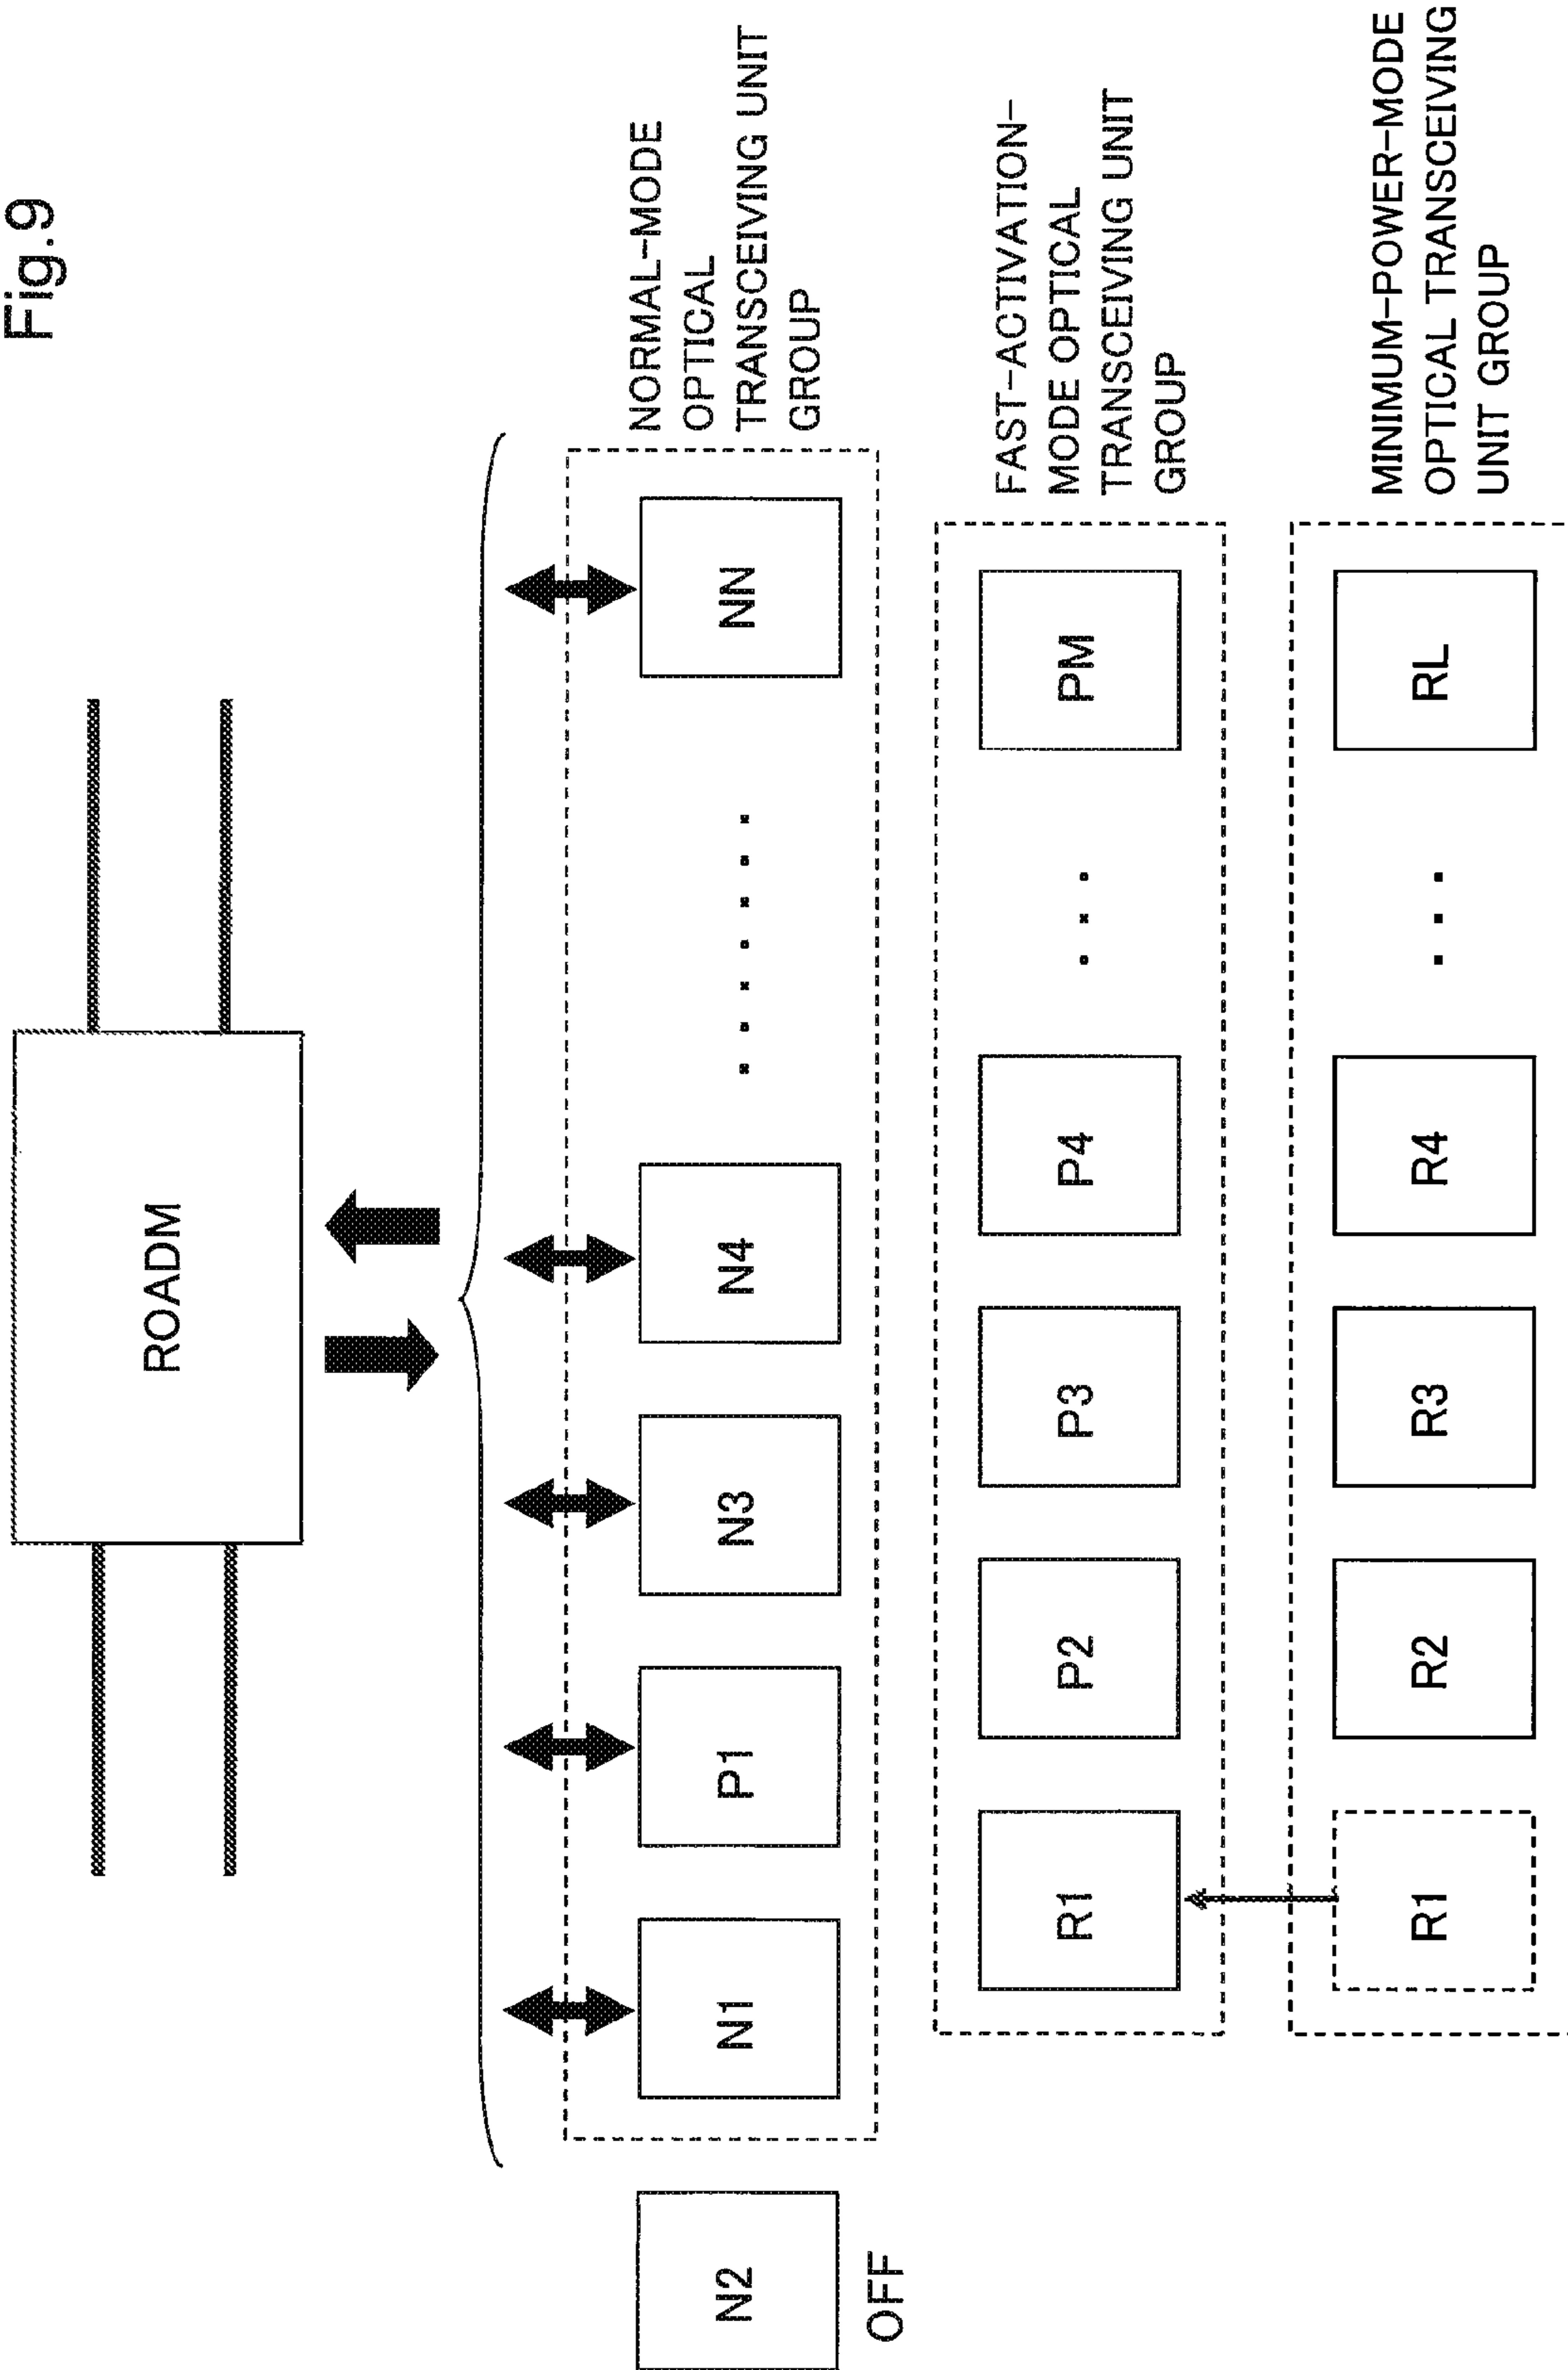 Fig.9
ROADM
NORMAL-MODE
OPTICAL
TRANSCEIVING UNIT
GROUP
N2
N1
P1
N3
N4
.......
NN
OFF
FAST-ACTIVATION-
MODE OPTICAL
TRANSCEIVING UNIT
GROUP
R1
P2
P3
P4
...
PM
MINIMUM-POWER-MODE
OPTICAL TRANSCEIVING
UNIT GROUP
R1
R2
R3
R4
...
RL